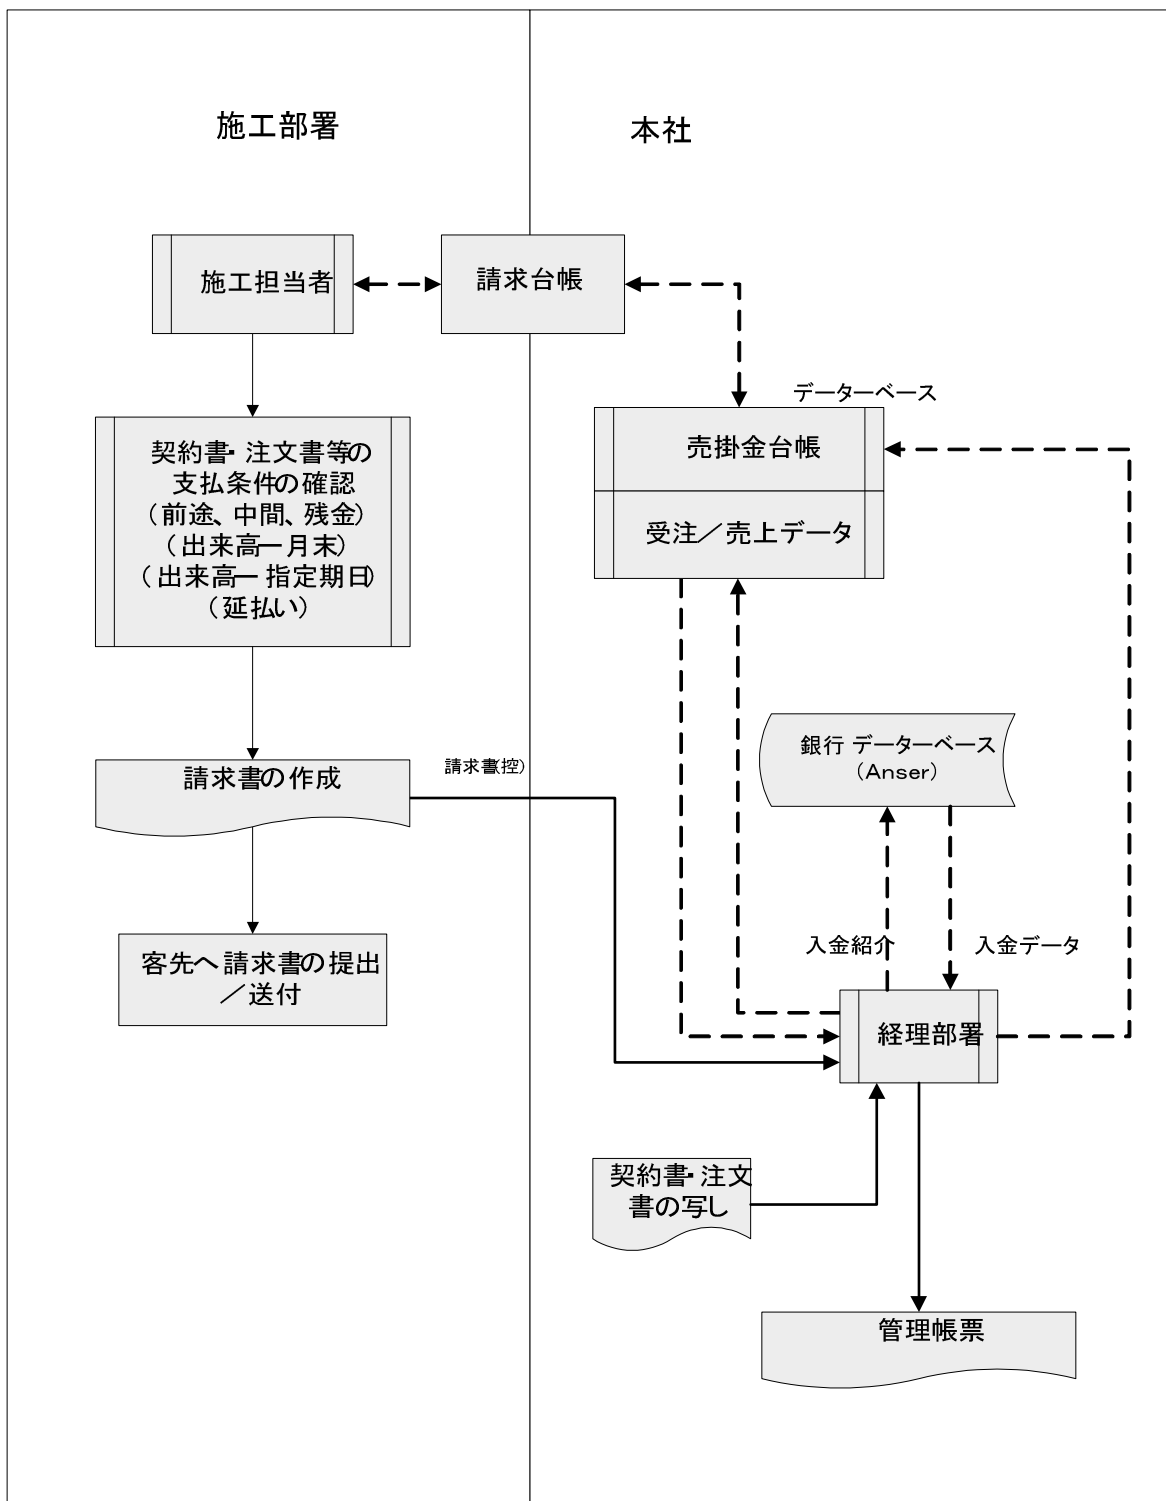 施工部署
本社
施工担当者
請求台帳
データーベース
売掛金台帳
受注／売上データ
契約書・注文書等の
支払条件の確認
（前途、中間、残金）
（出来高ー月末）
（出来高ー指定期日）
（延払い）
銀行 データーベース
（Anser）
請求書の作成
請求書(控)
入金紹介
入金データ
客先へ請求書の提出
／送付
経理部署
契約書・注文
書の写し
管理帳票